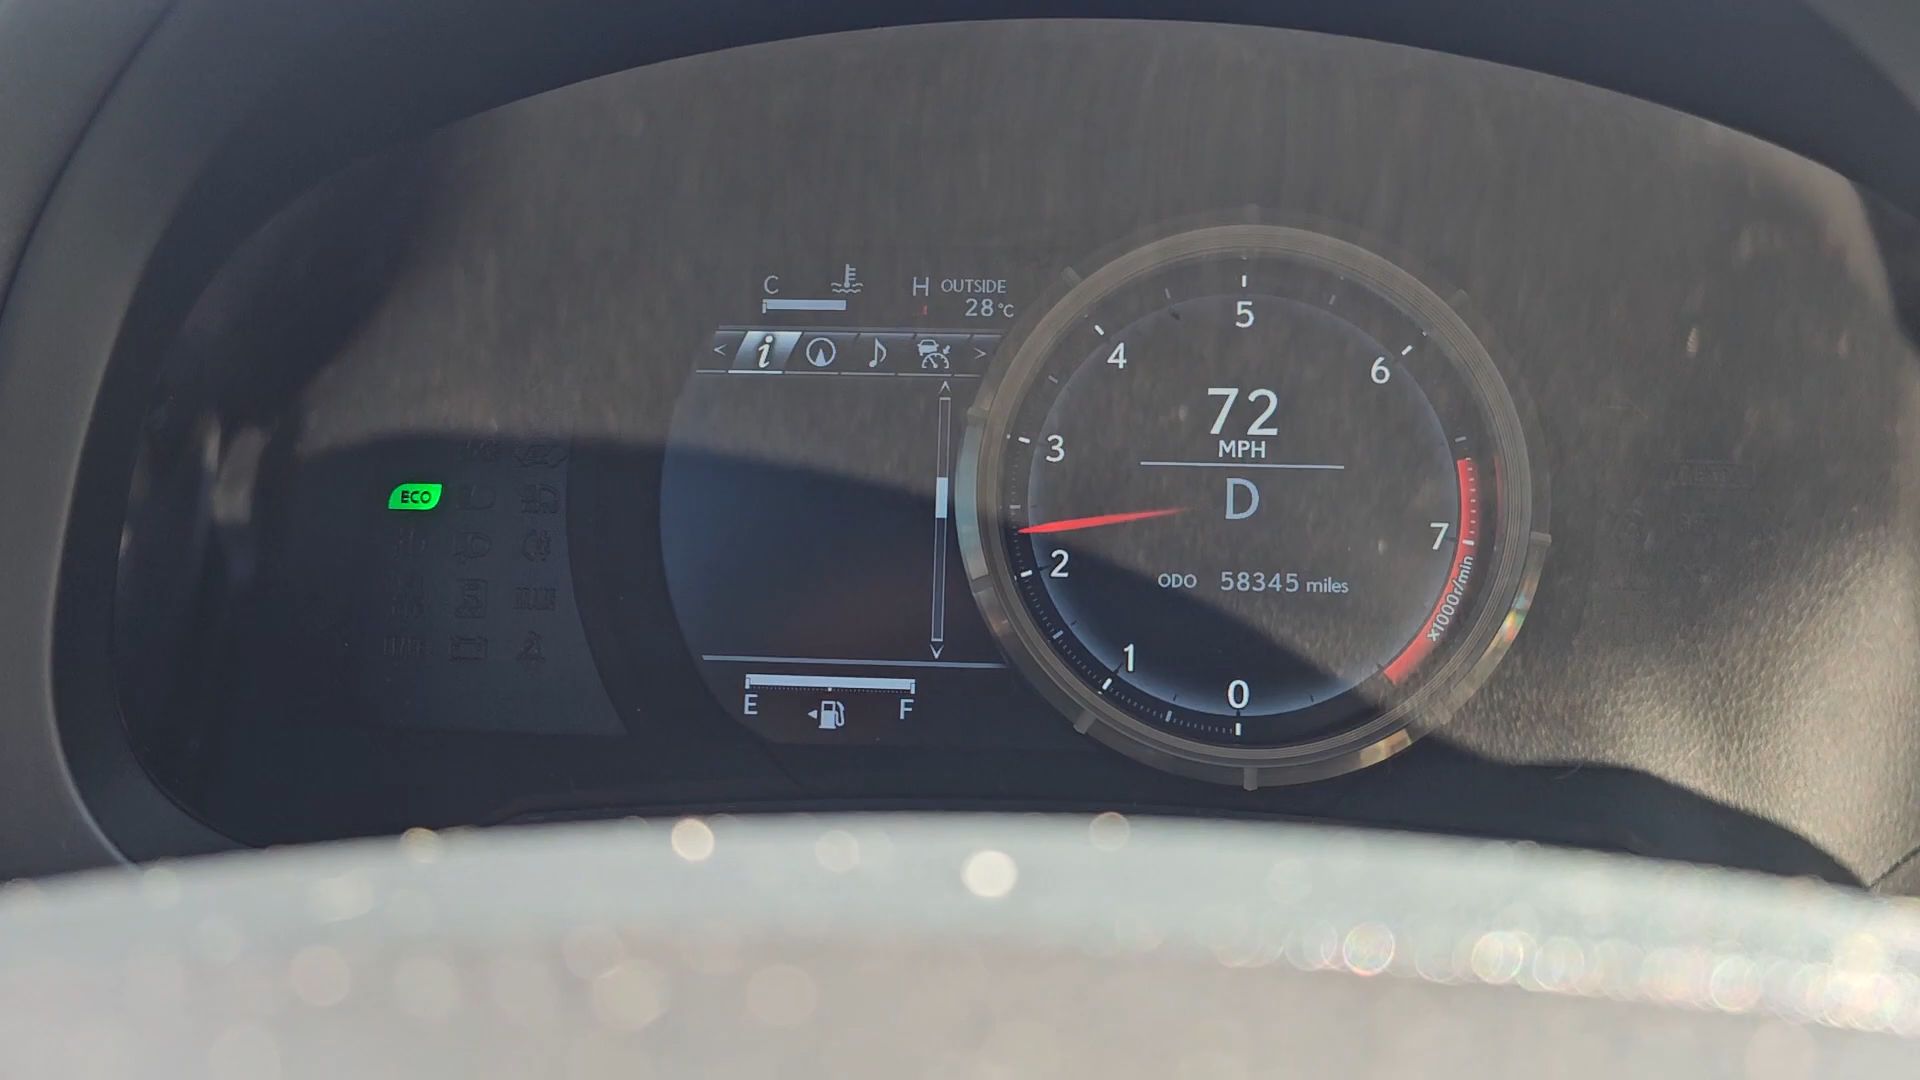 C H OUTSIDE
28°C
< i >
ECO
E F
5
4 6
3
2 7
1 0
72
MPH
D
ODO 58345 miles
x1000r/min